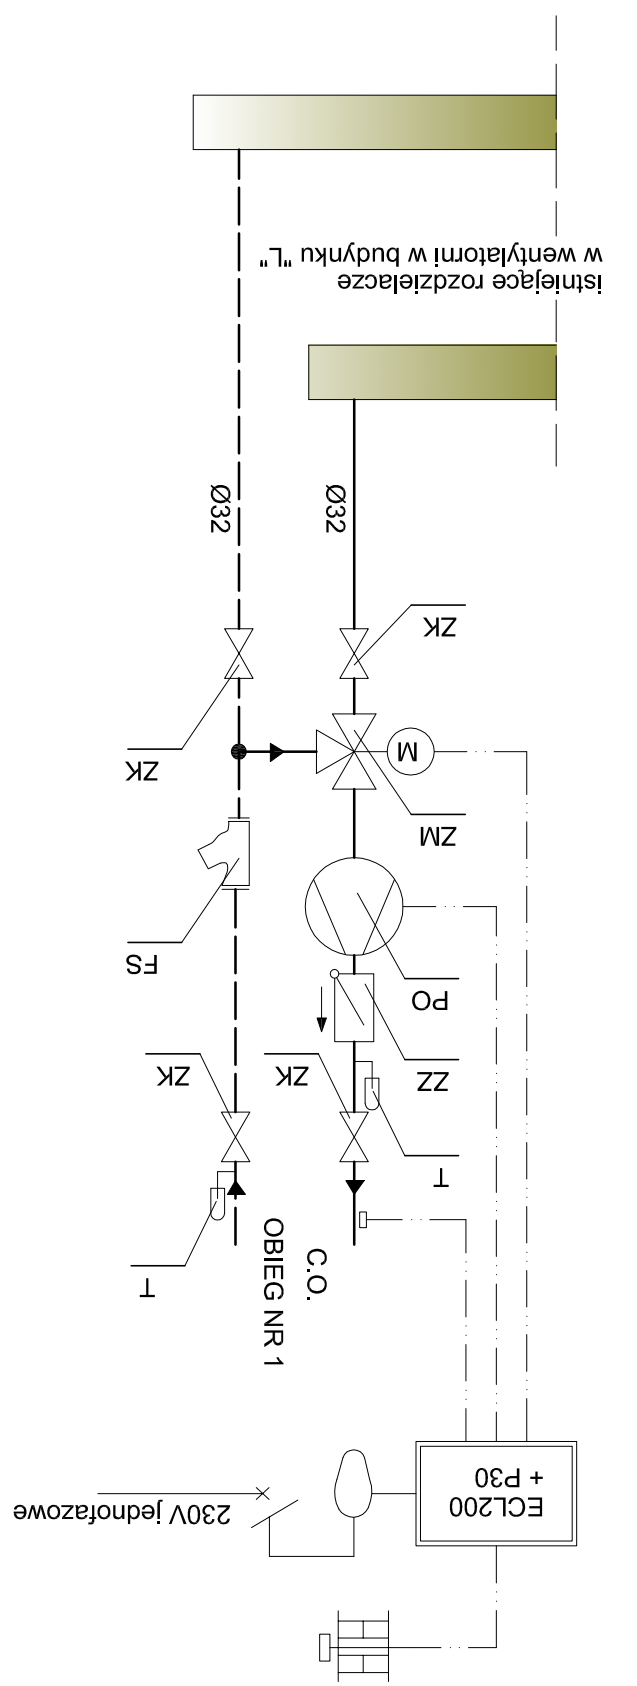 ECL200
+ P30
230V jednofazowe
C.O.
OBIEG NR 1
T
T
ZZ
ZK
ZK
PO
FS
ZM
ZK
M
ZK
Ø32
Ø32
istniejące rozdzielacze
w wentylatorni w budynku "L"